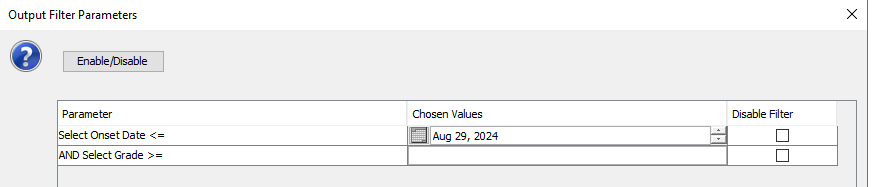 Output Filter Parameters
Enable/Disable
Parameter Chosen Values Disable Filter
Select Onset Date <= Aug 29, 2024
AND Select Grade >=